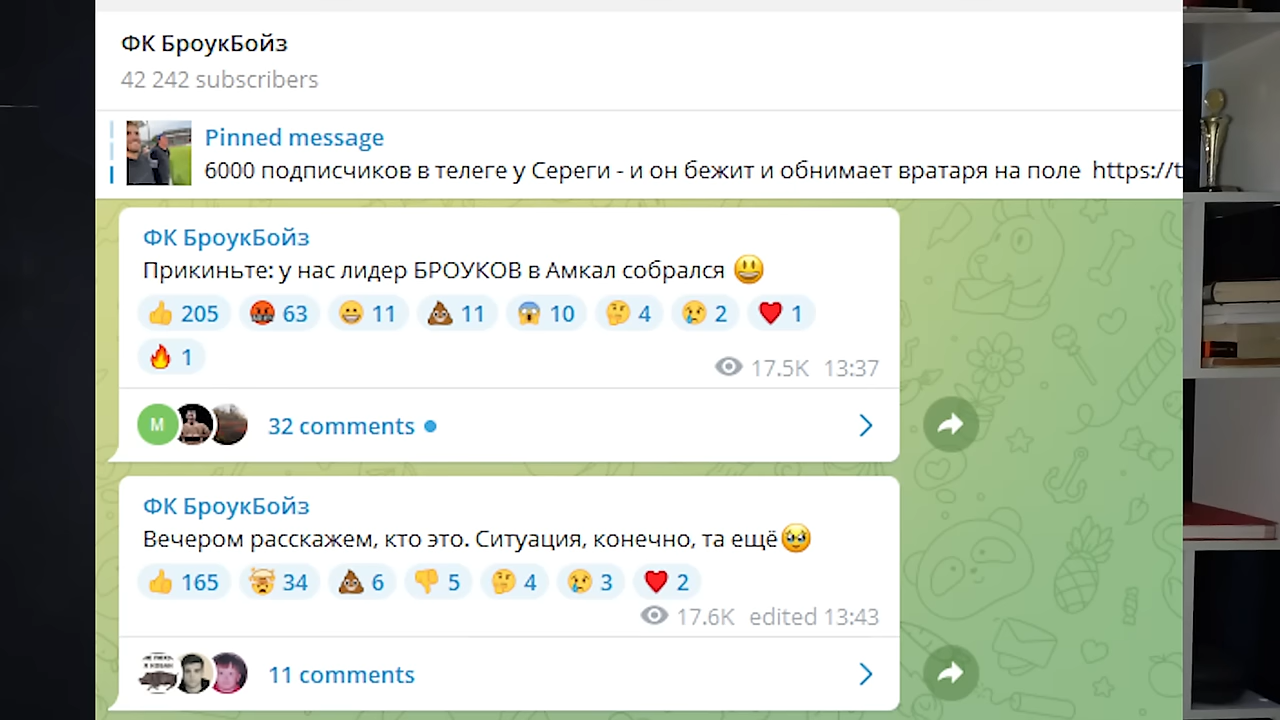 ФК БроукБойз
42 242 subscribers
Pinned message
6000 подписчиков в телеге у Сереги - и он бежит и обнимает вратаря на поле https://t
ФК БроукБойз
Прикиньте: у нас лидер БРОУКОВ в Амкал собрался 😃
👍 205 🤬 63 😀 11 💩 11 😱 10 🤔 4 😢 2 ❤ 1
🔥 1
17.5K 13:37
М
32 comments
ФК БроукБойз
Вечером расскажем, кто это. Ситуация, конечно, та ещё🥹
👍 165 🤯 34 💩 6 👎 5 🤔 4 😢 3 ❤ 2
17.6K edited 13:43
11 comments